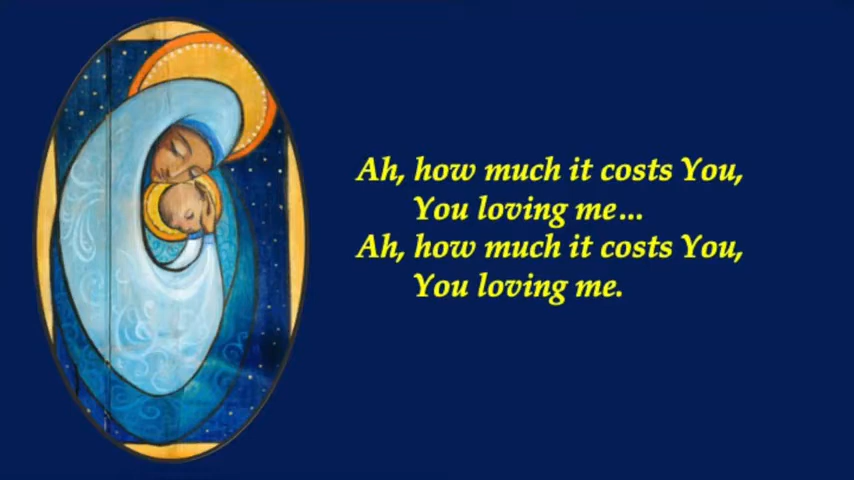 Ah, how much it costs You,
You loving me...
Ah, how much it costs You,
You loving me.